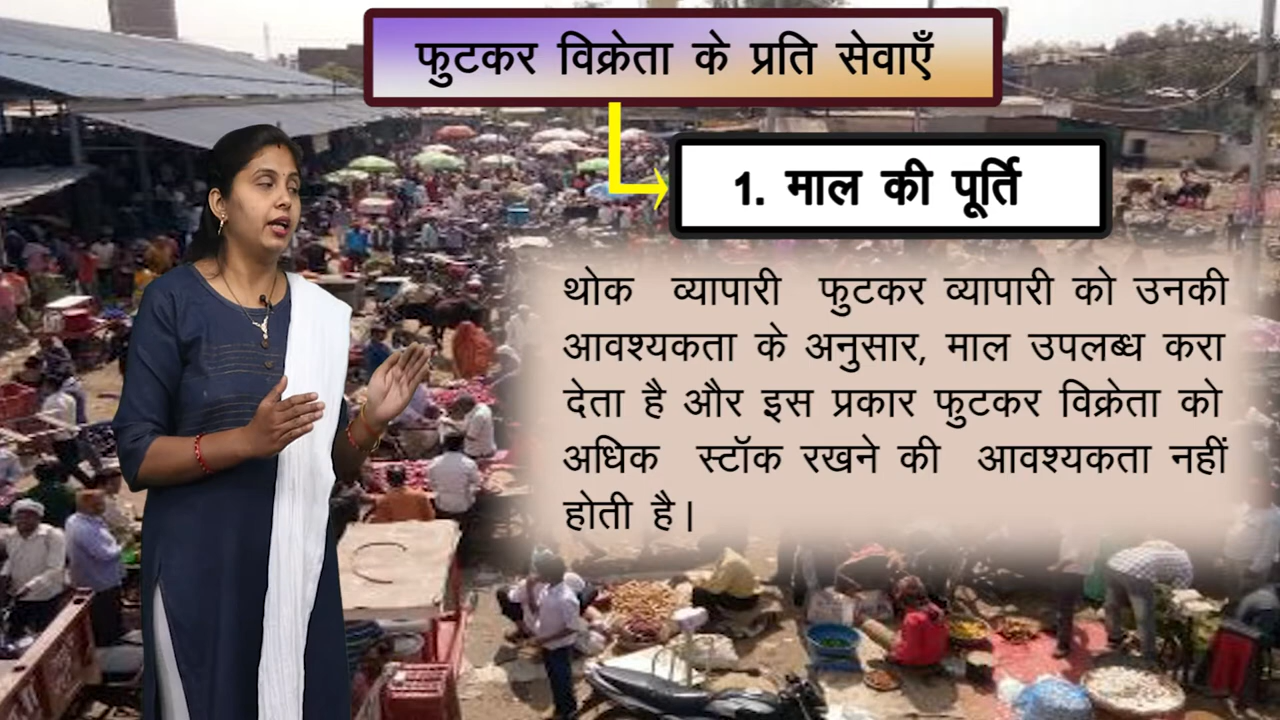 फुटकर विक्रेता के प्रति सेवाएँ
1. माल की पूर्ति
थोक व्यापारी फुटकर व्यापारी को उनकी
आवश्यकता के अनुसार, माल उपलब्ध करा
देता है और इस प्रकार फुटकर विक्रेता को
अधिक स्टॉक रखने की आवश्यकता नहीं
होती है।